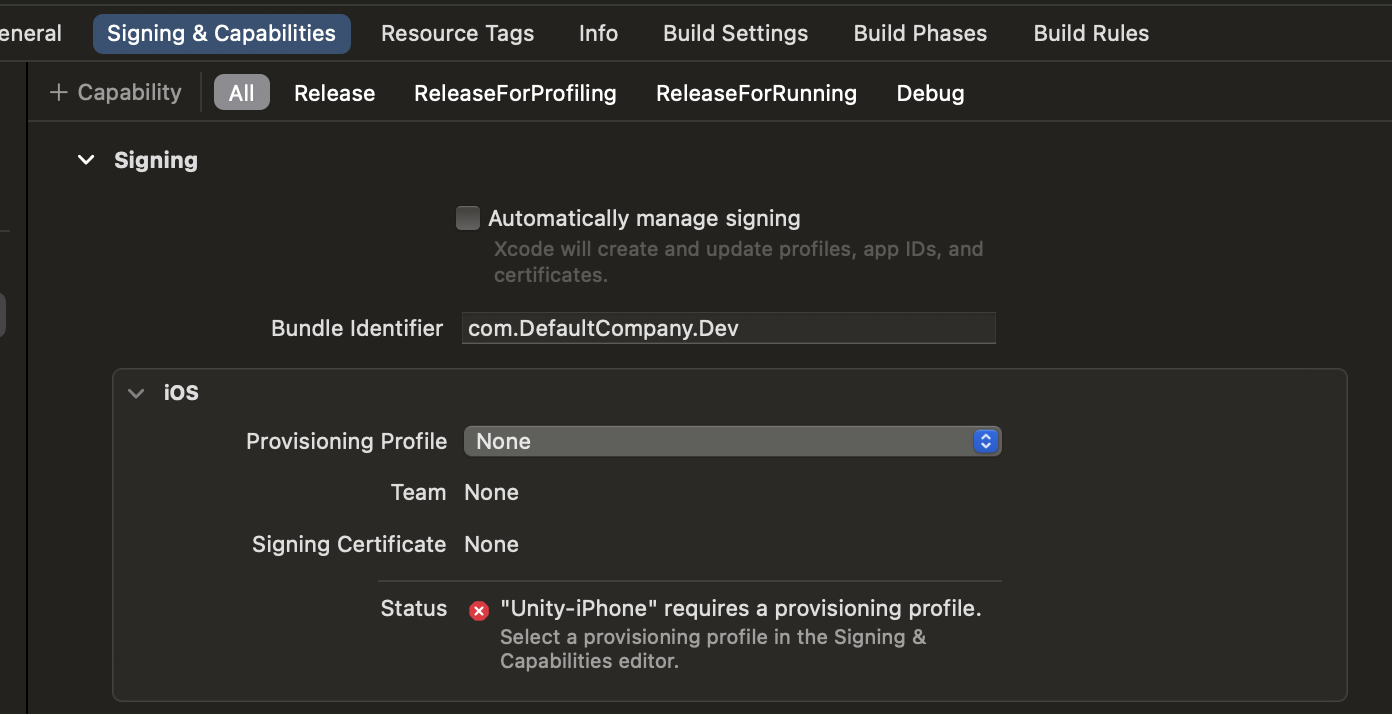 eneral Signing & Capabilities Resource Tags Info Build Settings Build Phases Build Rules
+ Capability All Release ReleaseForProfiling ReleaseForRunning Debug
Signing
Automatically manage signing
Xcode will create and update profiles, app IDs, and
certificates.
Bundle Identifier com.DefaultCompany.Dev
iOS
Provisioning Profile None
Team None
Signing Certificate None
Status "Unity-iPhone" requires a provisioning profile.
Select a provisioning profile in the Signing &
Capabilities editor.